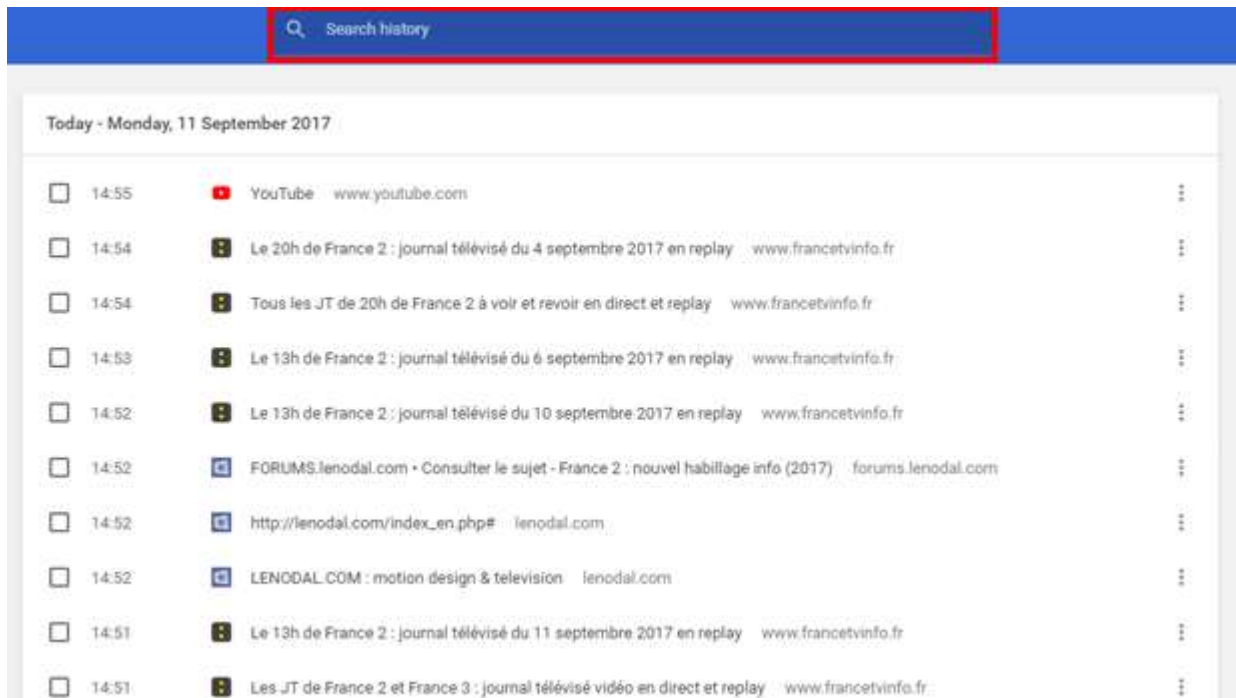 Search history
Today - Monday, 11 September 2017
14:55 YouTube www.youtube.com
14:54 Le 20h de France 2 : journal télévisé du 4 septembre 2017 en replay www.francetvinfo.fr
14:54 Tous les JT de 20h de France 2 à voir et revoir en direct et replay www.francetvinfo.fr
14:53 Le 13h de France 2 : journal télévisé du 6 septembre 2017 en replay www.francetvinfo.fr
14:52 Le 13h de France 2 : journal télévisé du 10 septembre 2017 en replay www.francetvinfo.fr
14:52 FORUMS.lenodal.com • Consulter le sujet - France 2 : nouvel habillage info (2017) forums.lenodal.com
14:52 http://lenodal.com/index_en.php# lenodal.com
14:52 LENODAL.COM : motion design & television lenodal.com
14:51 Le 13h de France 2 : journal télévisé du 11 septembre 2017 en replay www.francetvinfo.fr
14:51 Les JT de France 2 et France 3 : journal télévisé vidéo en direct et replay www.francetvinfo.fr